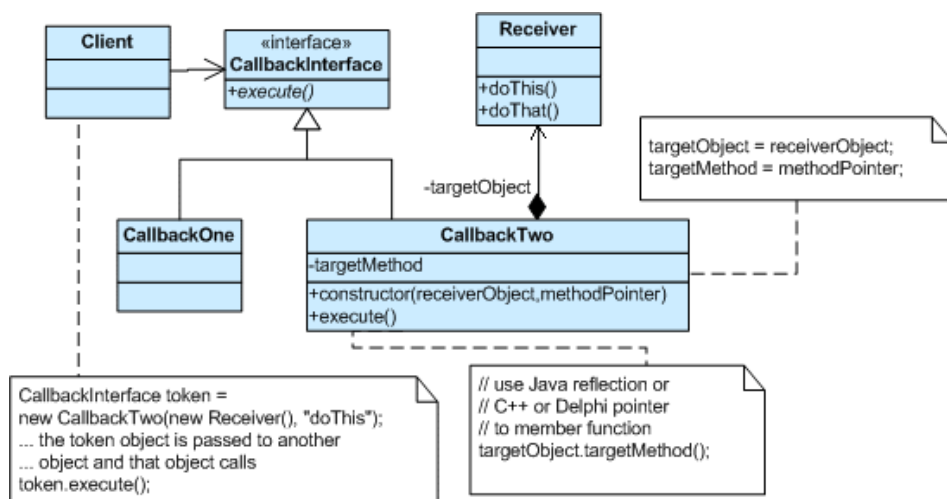 Client
«interface»
CallbackInterface
+execute()
Receiver
+doThis()
+doThat()
targetObject = receiverObject;
targetMethod = methodPointer;
-targetObject
CallbackOne
CallbackTwo
-targetMethod
+constructor(receiverObject,methodPointer)
+execute()
CallbackInterface token =
new CallbackTwo(new Receiver(), "doThis");
... the token object is passed to another
... object and that object calls
token.execute();
// use Java reflection or
// C++ or Delphi pointer
// to member function
targetObject.targetMethod();